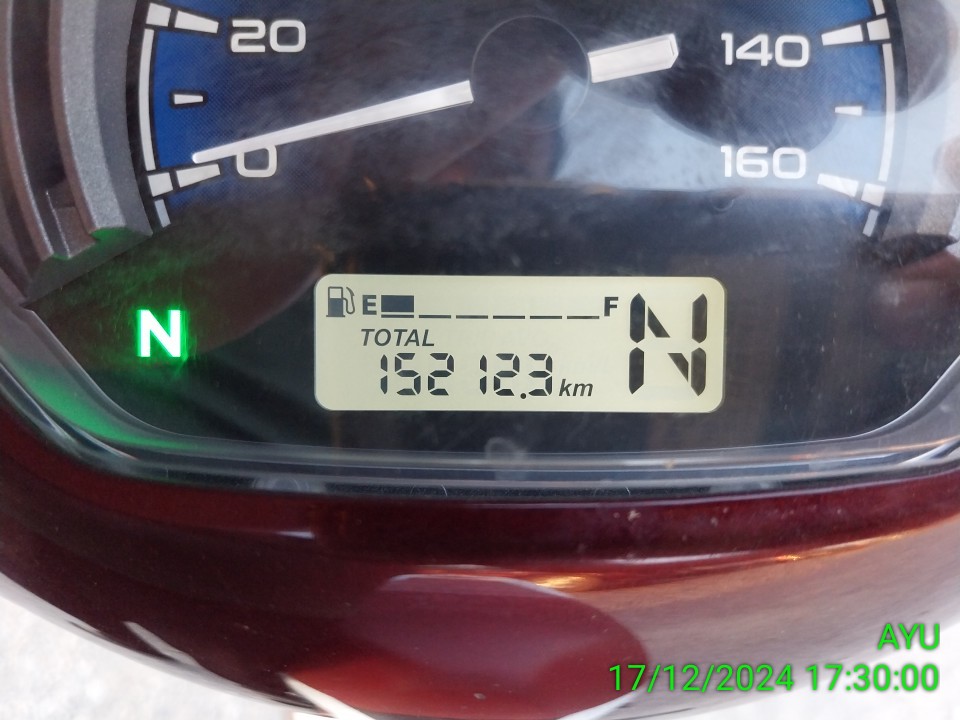 20
140
0
160
N
E F N
TOTAL
15212.3 km
AYU
17/12/2024 17:30:00